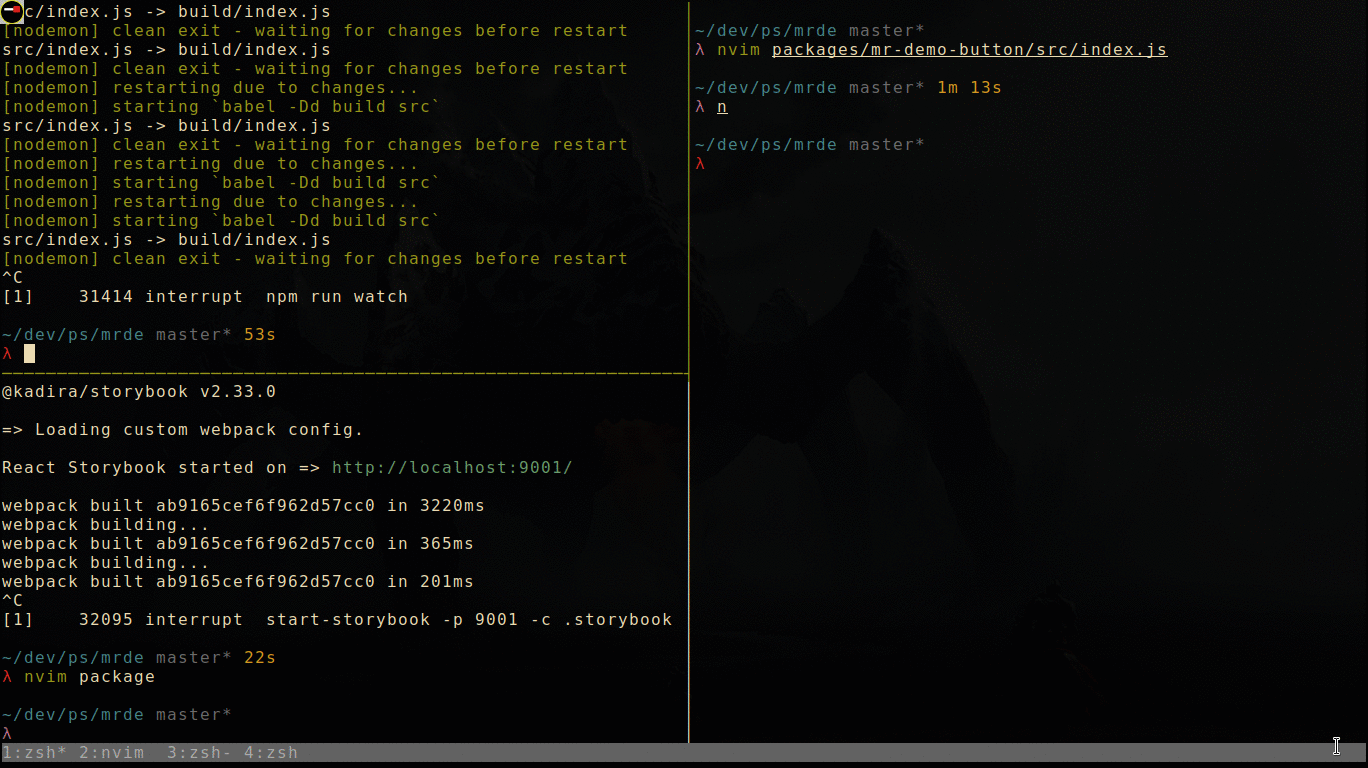 c/index.js -> build/index.js
[nodemon] clean exit - waiting for changes before restart
src/index.js -> build/index.js
[nodemon] clean exit - waiting for changes before restart
[nodemon] restarting due to changes...
[nodemon] starting `babel -Dd build src`
src/index.js -> build/index.js
[nodemon] clean exit - waiting for changes before restart
[nodemon] restarting due to changes...
[nodemon] starting `babel -Dd build src`
[nodemon] restarting due to changes...
[nodemon] starting `babel -Dd build src`
src/index.js -> build/index.js
[nodemon] clean exit - waiting for changes before restart
^C
[1]    31414 interrupt  npm run watch
~/dev/ps/mrde master* 53s
λ
@kadira/storybook v2.33.0
=> Loading custom webpack config.
React Storybook started on => http://localhost:9001/
webpack built ab9165cef6f962d57cc0 in 3220ms
webpack building...
webpack built ab9165cef6f962d57cc0 in 365ms
webpack building...
webpack built ab9165cef6f962d57cc0 in 201ms
^C
[1]    32095 interrupt  start-storybook -p 9001 -c .storybook
~/dev/ps/mrde master* 22s
λ nvim package
~/dev/ps/mrde master*
λ
~/dev/ps/mrde master*
λ nvim packages/mr-demo-button/src/index.js
~/dev/ps/mrde master* 1m 13s
λ n
~/dev/ps/mrde master*
λ
1:zsh* 2:nvim  3:zsh- 4:zsh